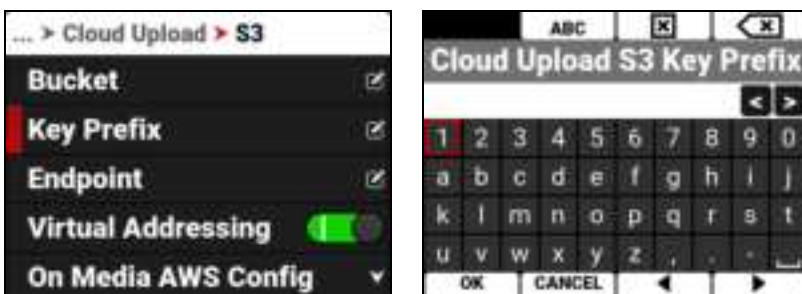 ... > Cloud Upload > S3
Bucket
Key Prefix
Endpoint
Virtual Addressing
On Media AWS Config
ABC
Cloud Upload S3 Key Prefix
< >
1 2 3 4 5 6 7 8 9 0
a b c d e f g h i j
k l m n o p q r s t
u v w x y z , . -
OK CANCEL